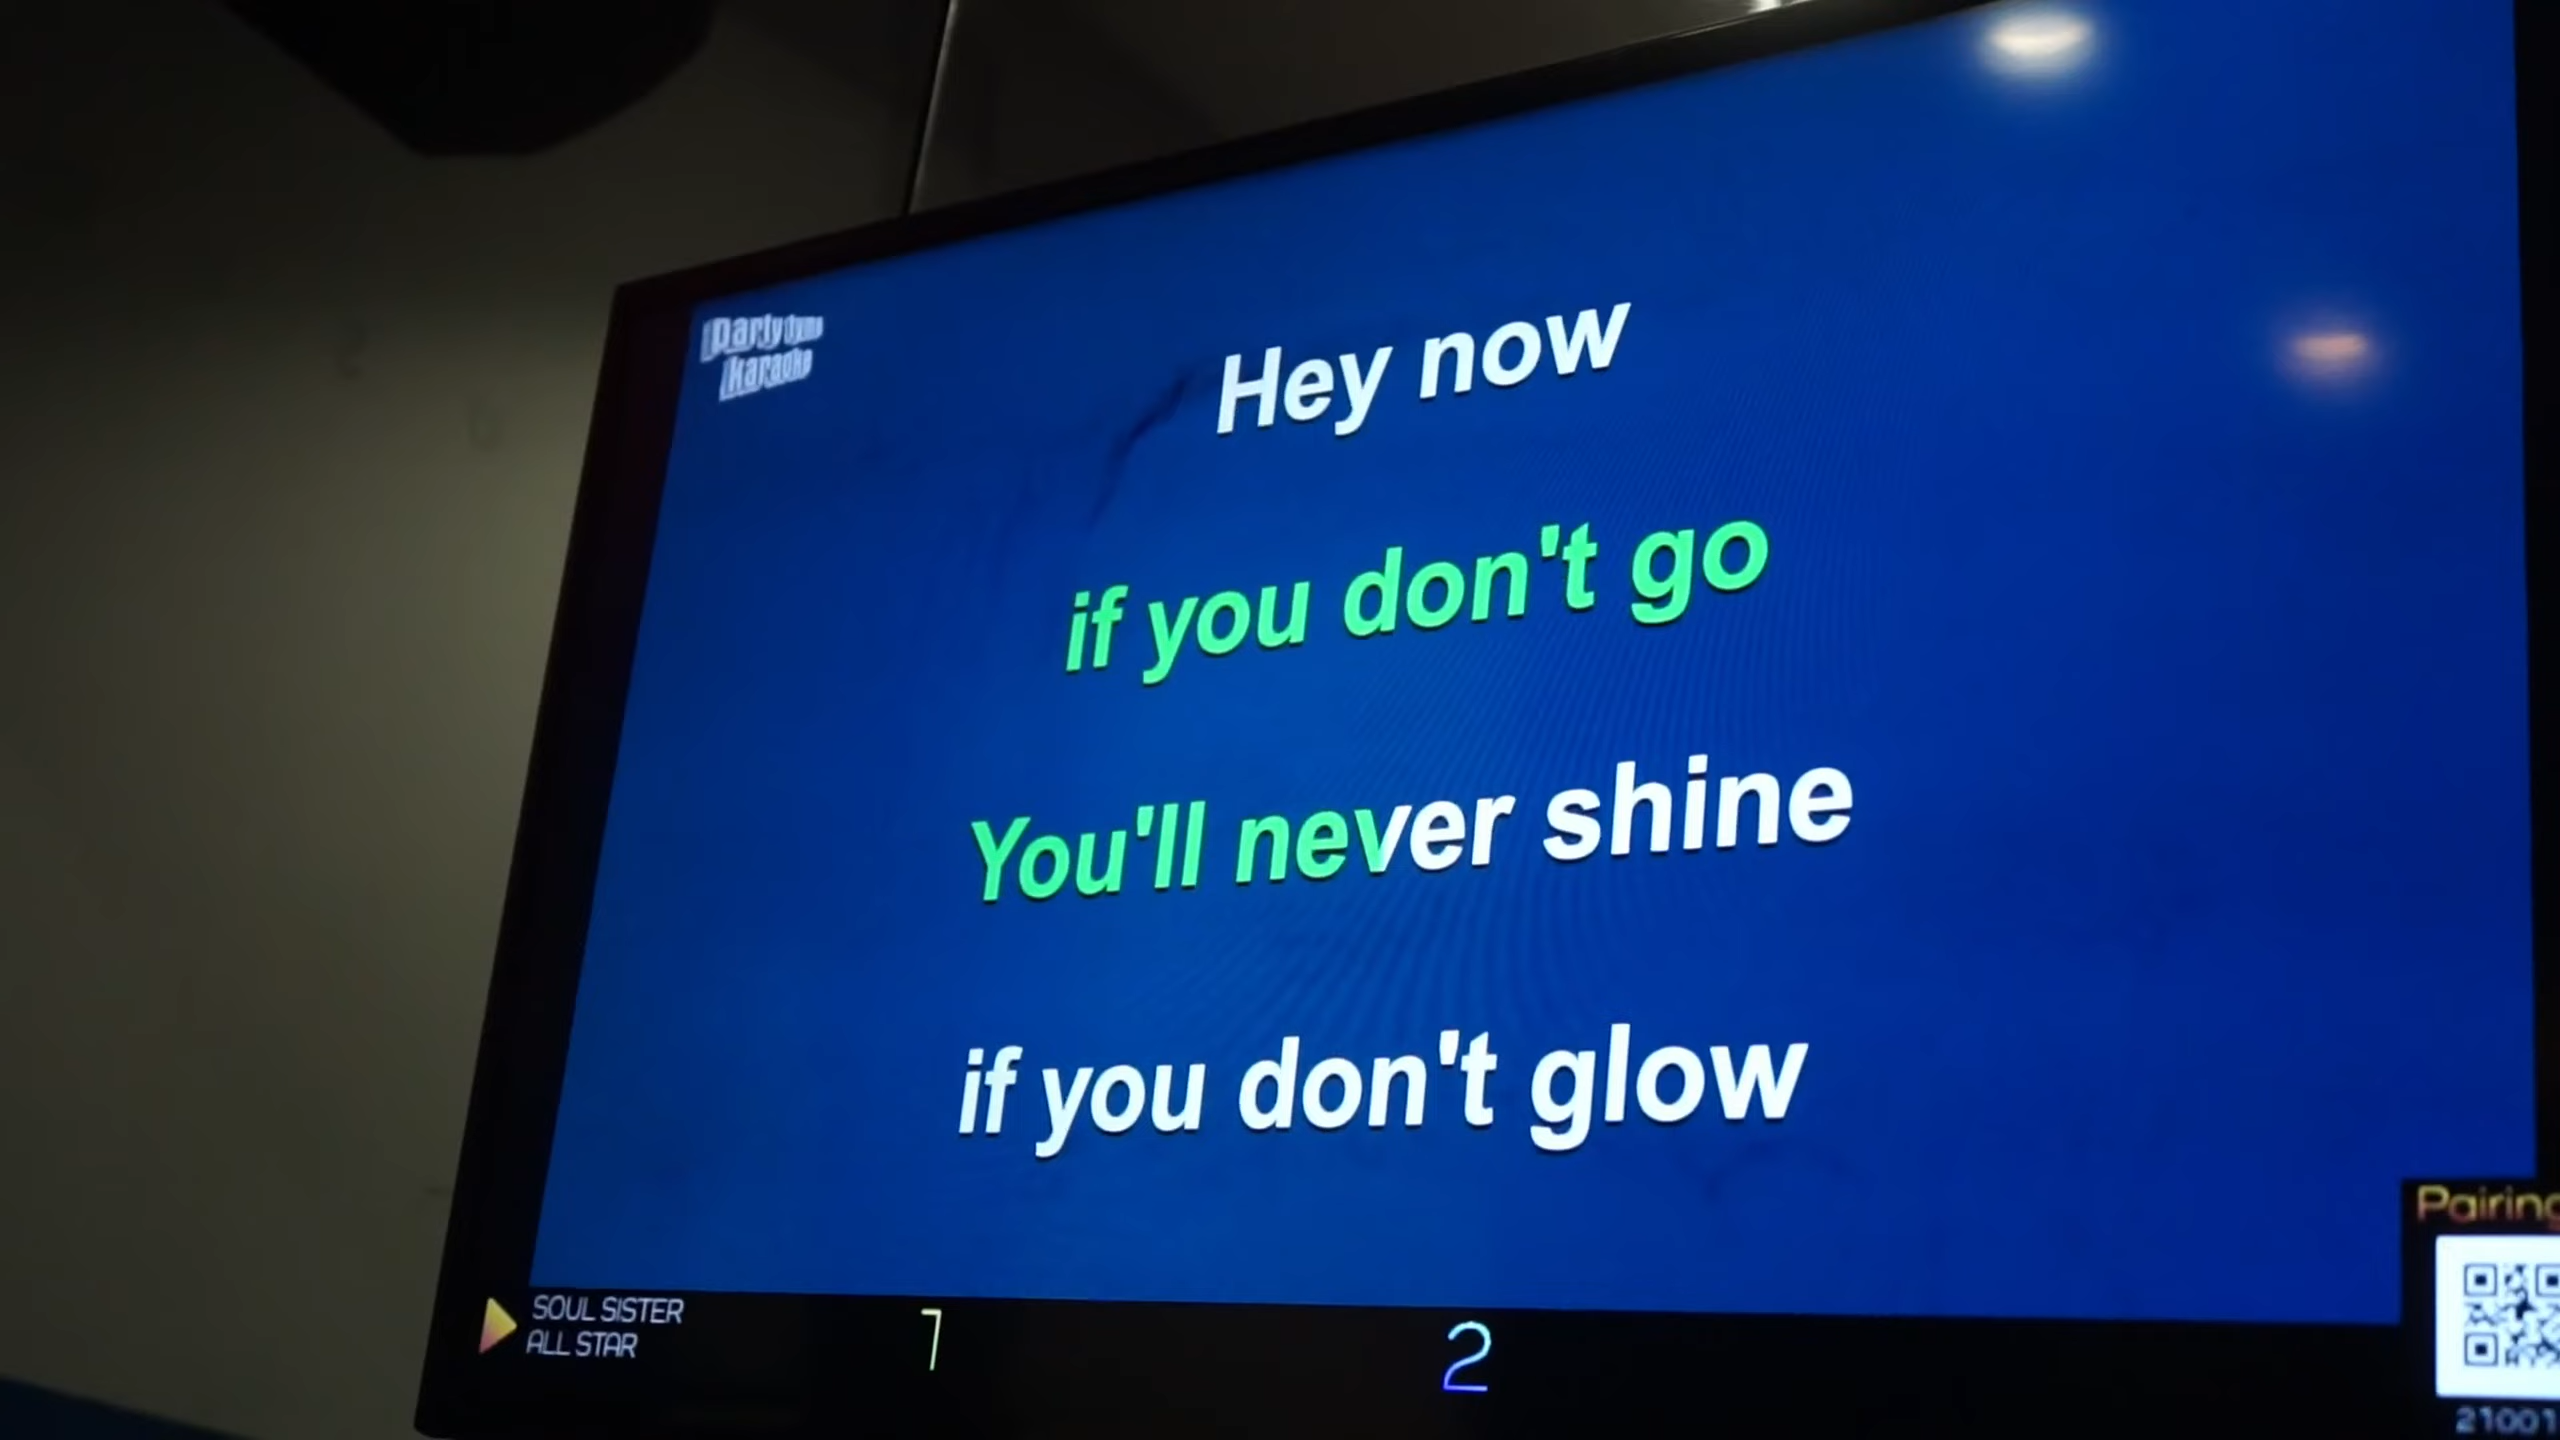 party tyme
karaoke
Hey now
if you don't go
You'll never shine
if you don't glow
SOUL SISTER
ALL STAR
1
2
Pairing
21001